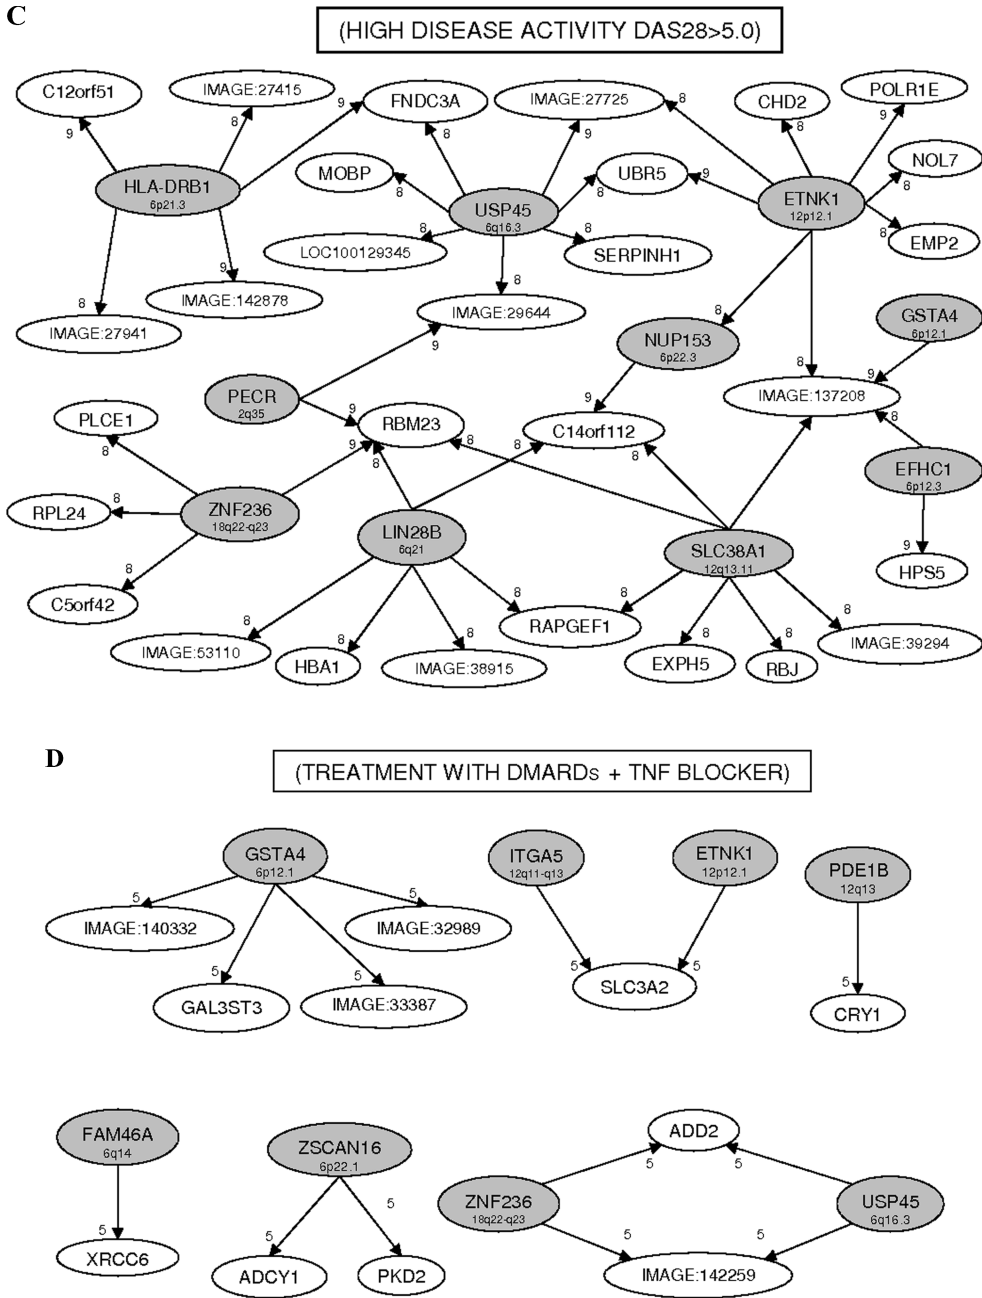 C
(HIGH DISEASE ACTIVITY DAS28>5.0)
C12orf51
IMAGE:27415
FNDC3A
IMAGE:27725
CHD2
POLR1E
9
8
9
8
9
8
8
9
MOBP
UBR5
NOL7
HLA-DRB1
6p21.3
8
USP45
6q16.3
8
9
ETNK1
12p12.1
8
8
8
8
EMP2
LOC100129345
SERPINH1
9
8
8
IMAGE:142878
IMAGE:29644
GSTA4
6p12.1
IMAGE:27941
9
8
NUP153
6p22.3
8
9
PECR
2q35
IMAGE:137208
9
9
PLCE1
RBM23
C14orf112
8
8
9
8
8
8
8
EFHC1
6p12.3
RPL24
8
ZNF236
18q22-q23
LIN28B
6q21
SLC38A1
12q13.11
9
HPS5
8
C5orf42
8
8
8
8
8
8
8
8
RAPGEF1
IMAGE:53110
HBA1
IMAGE:38915
EXPH5
RBJ
IMAGE:39294
D
(TREATMENT WITH DMARDs + TNF BLOCKER)
GSTA4
6p12.1
ITGA5
12q11-q13
ETNK1
12p12.1
PDE1B
12q13
5
5
IMAGE:140332
IMAGE:32989
5
5
5
5
5
SLC3A2
GAL3ST3
IMAGE:33387
CRY1
FAM46A
6q14
ZSCAN16
6p22.1
ADD2
5
5
ZNF236
18q22-q23
USP45
6q16.3
5
5
5
5
5
XRCC6
ADCY1
PKD2
IMAGE:142259